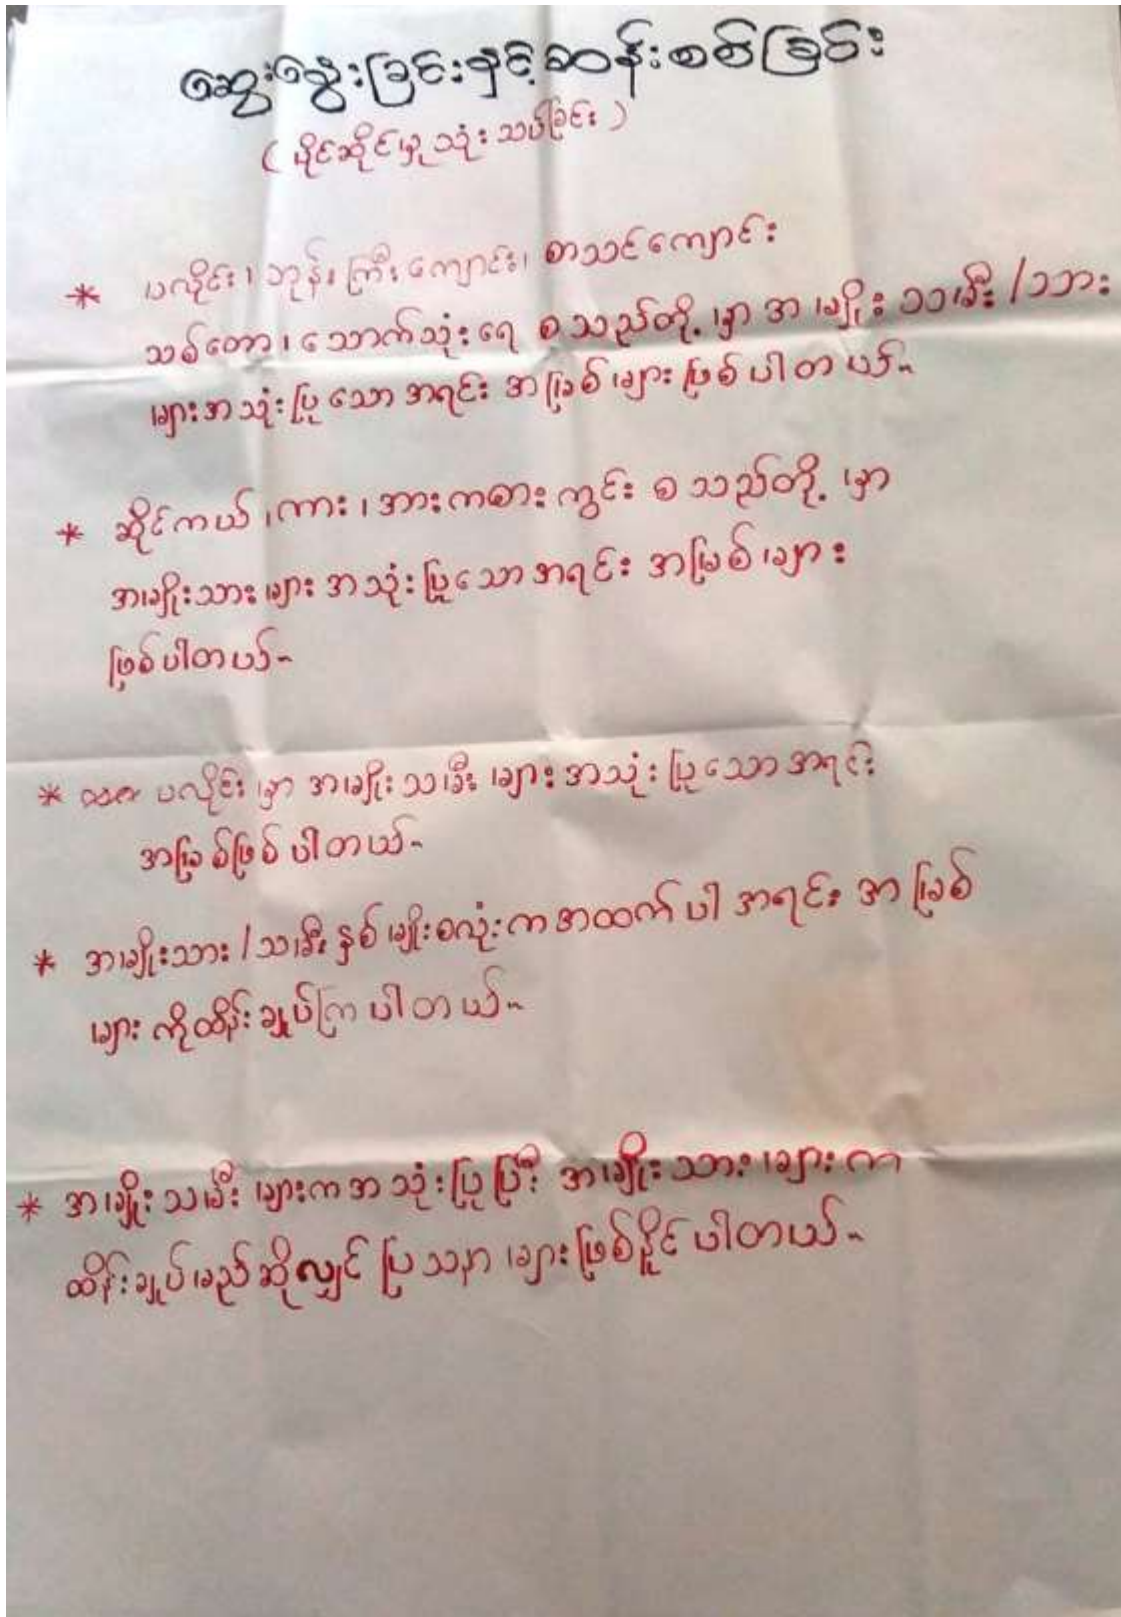 ဆွေးနွေးခြင်းနှင့်ဆန်းစစ်ခြင်း
(ပိုင်ဆိုင်မှုသုံးသပ်ခြင်း)
* ပလိုင်း၊ ဘုန်းကြီးကျောင်း၊ စာသင်ကျောင်း
သစ်တော၊ သောက်သုံးရေ စသည်တို့မှာ အမျိုးသမီး/သား
များအသုံးပြုသော အရင်းအမြစ်များ ဖြစ်ပါတယ်။
* ဆိုင်ကယ်၊ ကား၊ အားကစားကွင်း စသည်တို့မှာ
အမျိုးသားများ အသုံးပြုသောအရင်း အမြစ်များ
ဖြစ်ပါတယ်။
* ပလိုင်းမှာ အမျိုးသမီးများ အသုံးပြုသောအရင်း
အမြစ်ဖြစ်ပါတယ်။
* အမျိုးသား/သမီး နှစ်မျိုးစလုံးကအထက်ပါ အရင်းအမြစ်
များကိုထိန်းချုပ်ကြပါတယ်။
* အမျိုးသမီးများကအသုံးပြုပြီး အမျိုးသားများက
ထိန်းချုပ်မည်ဆိုလျှင် ပြသနာများဖြစ်နိူင်ပါတယ်။